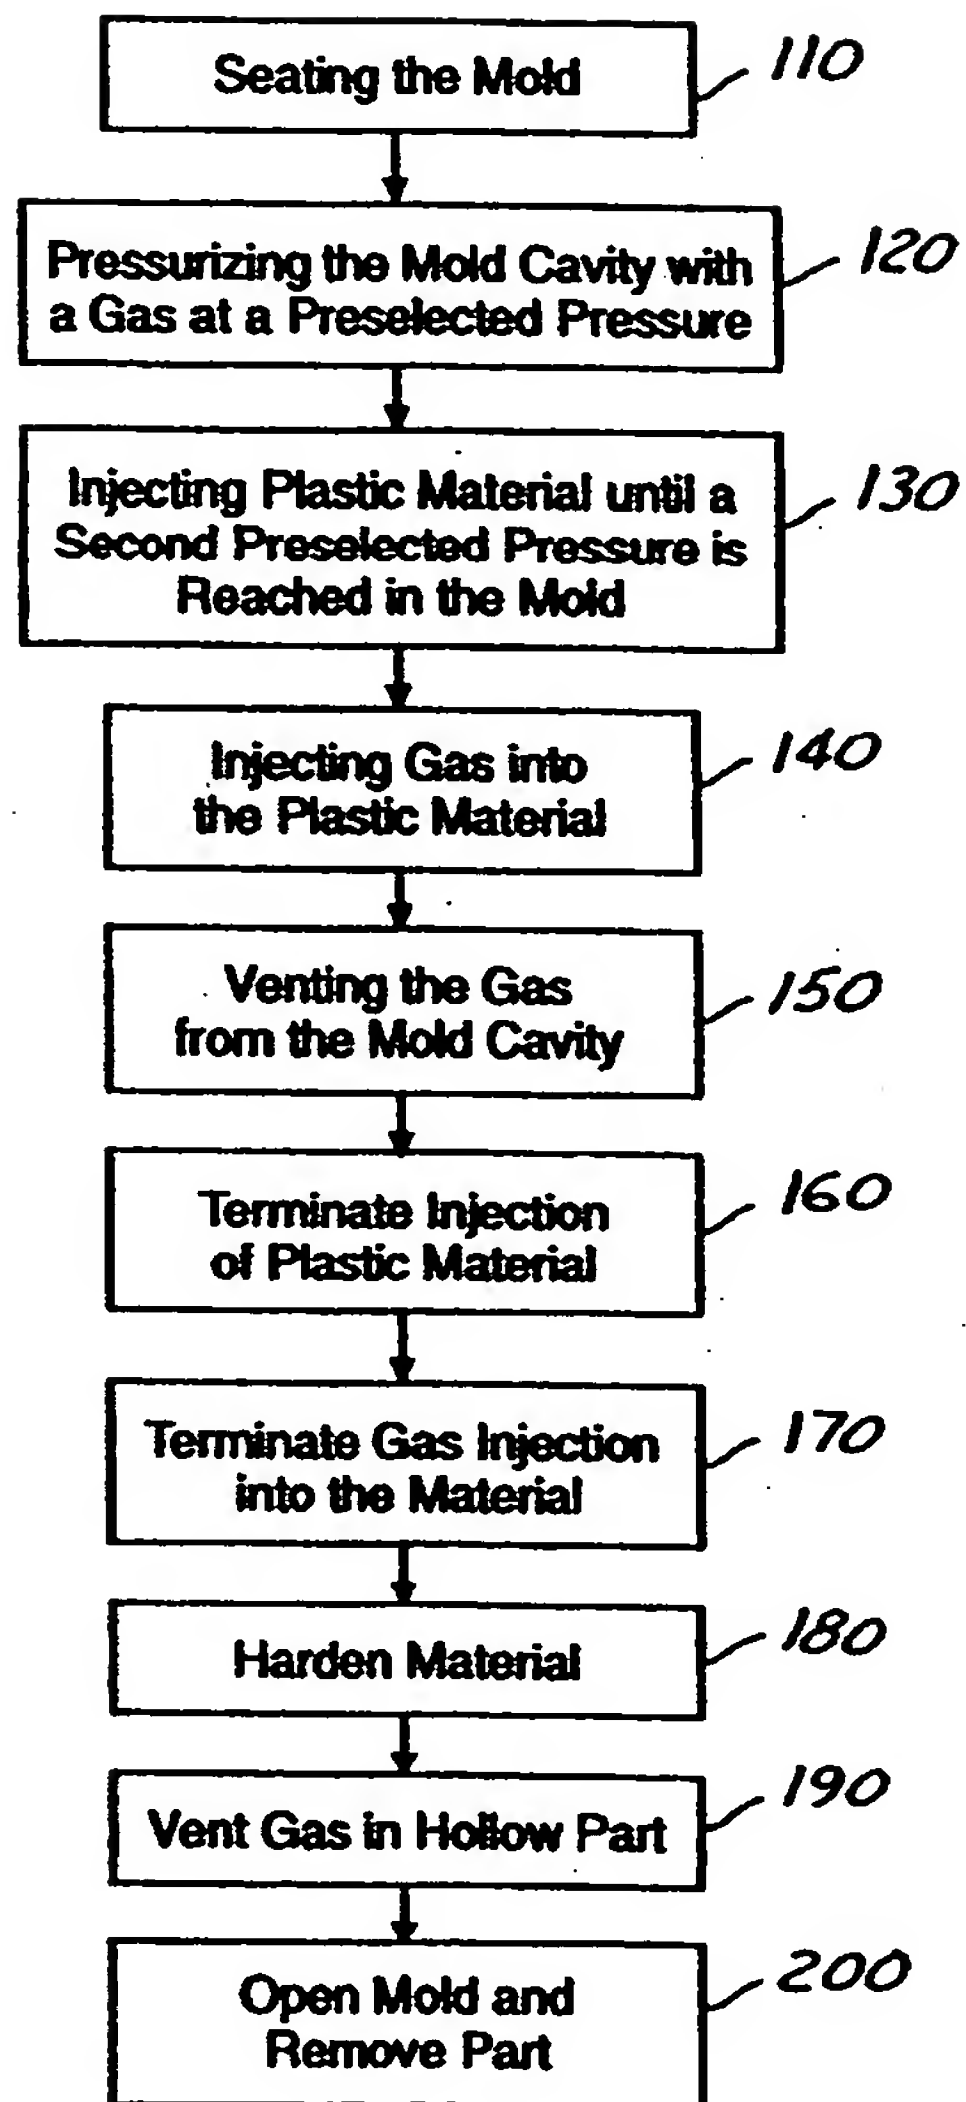 Seating the Mold
110
Pressurizing the Mold Cavity with
a Gas at a Preselected Pressure
120
Injecting Plastic Material until a
Second Preselected Pressure is
Reached in the Mold
130
Injecting Gas into
the Plastic Material
140
Venting the Gas
from the Mold Cavity
150
Terminate Injection
of Plastic Material
160
Terminate Gas Injection
into the Material
170
Harden Material
180
Vent Gas in Hollow Part
190
Open Mold and
Remove Part
200